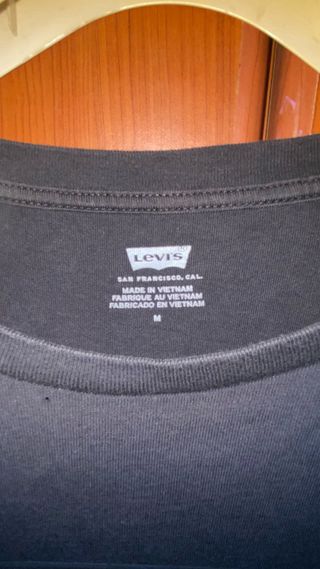 Levi's
SAN FRANCISCO, CAL.
MADE IN VIETNAM
FABRIQUE AU VIETNAM
FABRICADO EN VIETNAM
M